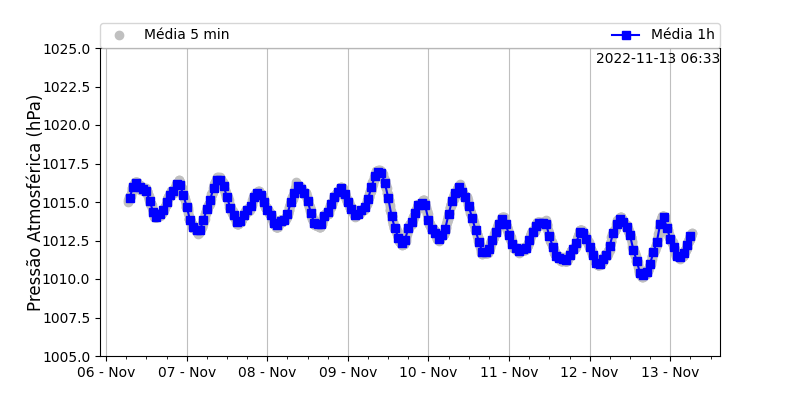 Média 5 min
Média 1h
2022-11-13 06:33
Pressão Atmosférica (hPa)
1025.0
1022.5
1020.0
1017.5
1015.0
1012.5
1010.0
1007.5
1005.0
06 - Nov
07 - Nov
08 - Nov
09 - Nov
10 - Nov
11 - Nov
12 - Nov
13 - Nov